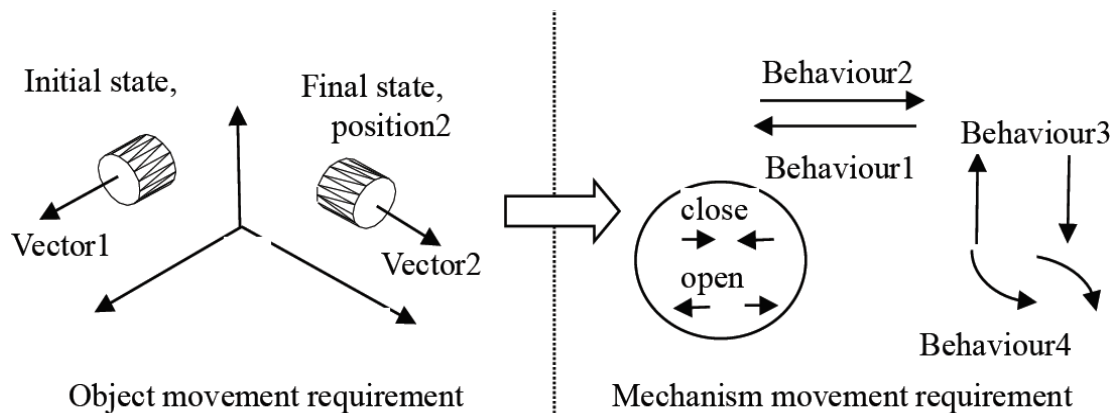 Initial state,
Final state,
position2
Vector1
Vector2
Object movement requirement
Behaviour2
Behaviour1
Behaviour3
close
open
Behaviour4
Mechanism movement requirement